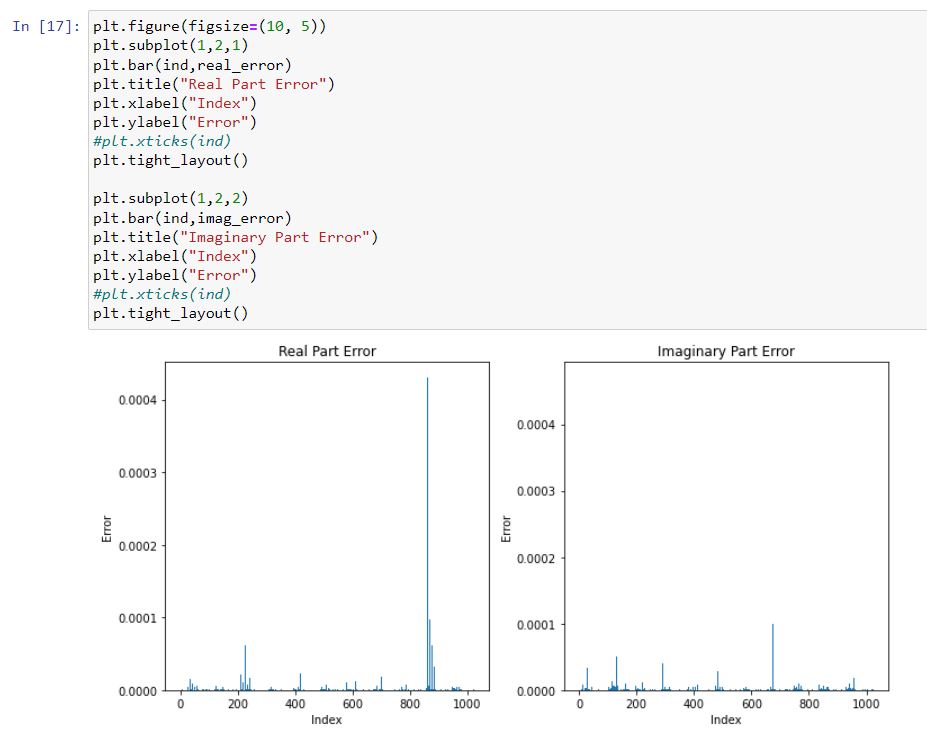 In [17]: plt.figure(figsize=(10, 5))
plt.subplot(1,2,1)
plt.bar(ind,real_error)
plt.title("Real Part Error")
plt.xlabel("Index")
plt.ylabel("Error")
#plt.xticks(ind)
plt.tight_layout()
plt.subplot(1,2,2)
plt.bar(ind,imag_error)
plt.title("Imaginary Part Error")
plt.xlabel("Index")
plt.ylabel("Error")
#plt.xticks(ind)
plt.tight_layout()
Real Part Error
0.0004
0.0003
0.0002
0.0001
0.0000
Error
0 200 400 600 800 1000
Index
Imaginary Part Error
0.0004
0.0003
0.0002
0.0001
0.0000
Error
0 200 400 600 800 1000
Index